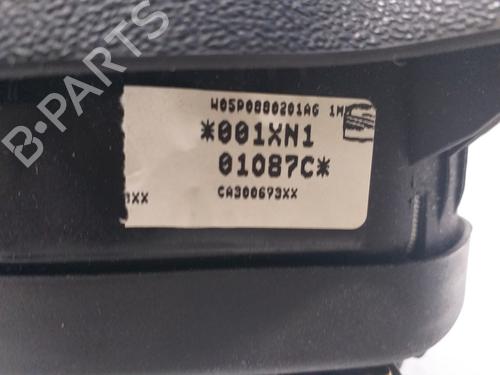 W05P0880201AG 1M
*001XN1
01087C*
CA300673XX
XX
B-PARTS